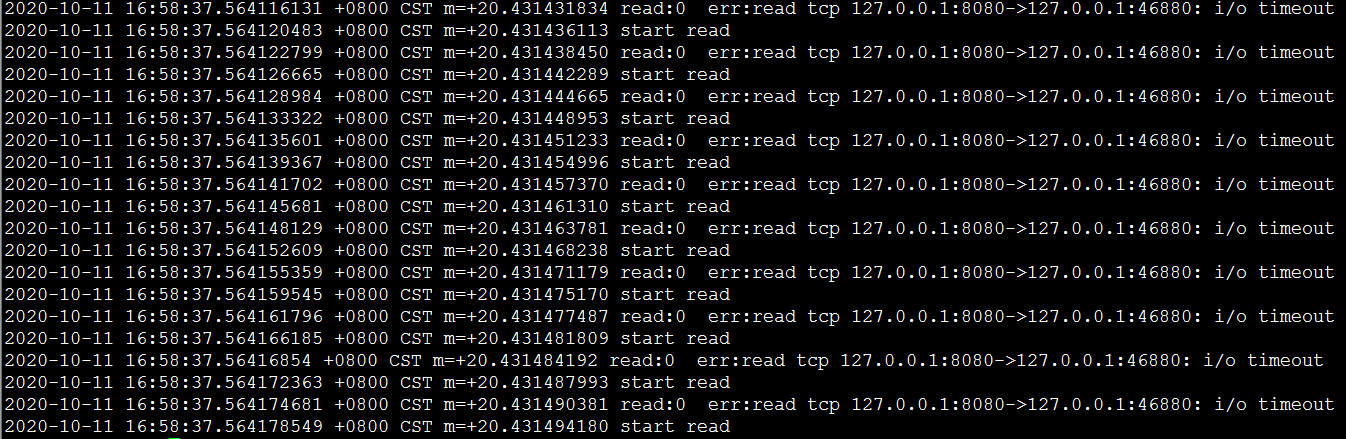 2020-10-11 16:58:37.564116131 +0800 CST m=+20.431431834 read:0  err:read tcp 127.0.0.1:8080->127.0.0.1:46880: i/o timeout
2020-10-11 16:58:37.564120483 +0800 CST m=+20.431436113 start read
2020-10-11 16:58:37.564122799 +0800 CST m=+20.431438450 read:0  err:read tcp 127.0.0.1:8080->127.0.0.1:46880: i/o timeout
2020-10-11 16:58:37.564126665 +0800 CST m=+20.431442289 start read
2020-10-11 16:58:37.564128984 +0800 CST m=+20.431444665 read:0  err:read tcp 127.0.0.1:8080->127.0.0.1:46880: i/o timeout
2020-10-11 16:58:37.564133322 +0800 CST m=+20.431448953 start read
2020-10-11 16:58:37.564135601 +0800 CST m=+20.431451233 read:0  err:read tcp 127.0.0.1:8080->127.0.0.1:46880: i/o timeout
2020-10-11 16:58:37.564139367 +0800 CST m=+20.431454996 start read
2020-10-11 16:58:37.564141702 +0800 CST m=+20.431457370 read:0  err:read tcp 127.0.0.1:8080->127.0.0.1:46880: i/o timeout
2020-10-11 16:58:37.564145681 +0800 CST m=+20.431461310 start read
2020-10-11 16:58:37.564148129 +0800 CST m=+20.431463781 read:0  err:read tcp 127.0.0.1:8080->127.0.0.1:46880: i/o timeout
2020-10-11 16:58:37.564152609 +0800 CST m=+20.431468238 start read
2020-10-11 16:58:37.564155359 +0800 CST m=+20.431471179 read:0  err:read tcp 127.0.0.1:8080->127.0.0.1:46880: i/o timeout
2020-10-11 16:58:37.564159545 +0800 CST m=+20.431475170 start read
2020-10-11 16:58:37.564161796 +0800 CST m=+20.431477487 read:0  err:read tcp 127.0.0.1:8080->127.0.0.1:46880: i/o timeout
2020-10-11 16:58:37.564166185 +0800 CST m=+20.431481809 start read
2020-10-11 16:58:37.56416854 +0800 CST m=+20.431484192 read:0  err:read tcp 127.0.0.1:8080->127.0.0.1:46880: i/o timeout
2020-10-11 16:58:37.564172363 +0800 CST m=+20.431487993 start read
2020-10-11 16:58:37.564174681 +0800 CST m=+20.431490381 read:0  err:read tcp 127.0.0.1:8080->127.0.0.1:46880: i/o timeout
2020-10-11 16:58:37.564178549 +0800 CST m=+20.431494180 start read